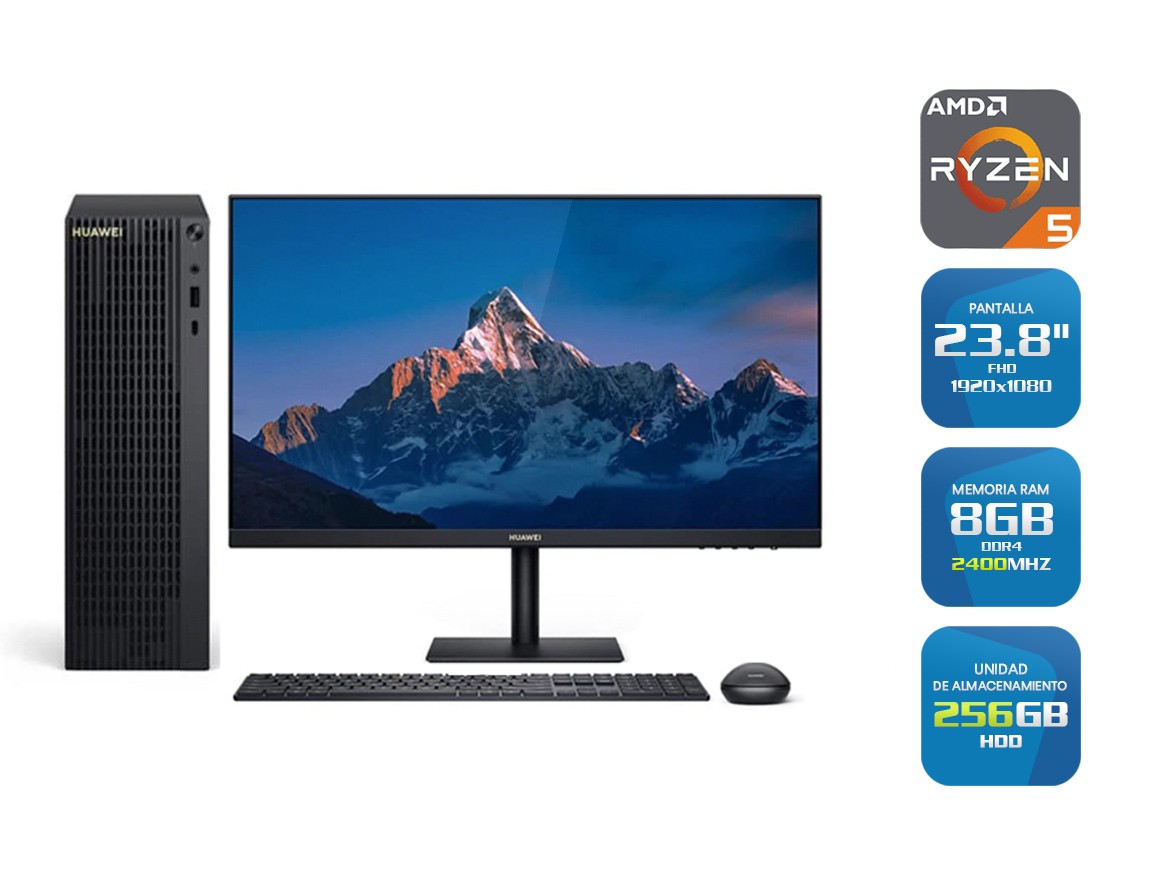 HUAWEI
HUAWEI
AMD
RYZEN
5
PANTALLA
23.8"
FHD
1920x1080
MEMORIA RAM
8GB
DDR4
2400MHZ
UNIDAD
DE ALMACENAMIENTO
256GB
HDD